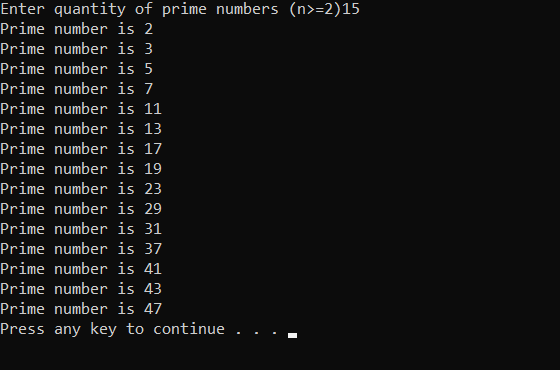 Enter quantity of prime numbers (n>=2)15
Prime number is 2
Prime number is 3
Prime number is 5
Prime number is 7
Prime number is 11
Prime number is 13
Prime number is 17
Prime number is 19
Prime number is 23
Prime number is 29
Prime number is 31
Prime number is 37
Prime number is 41
Prime number is 43
Prime number is 47
Press any key to continue . . .